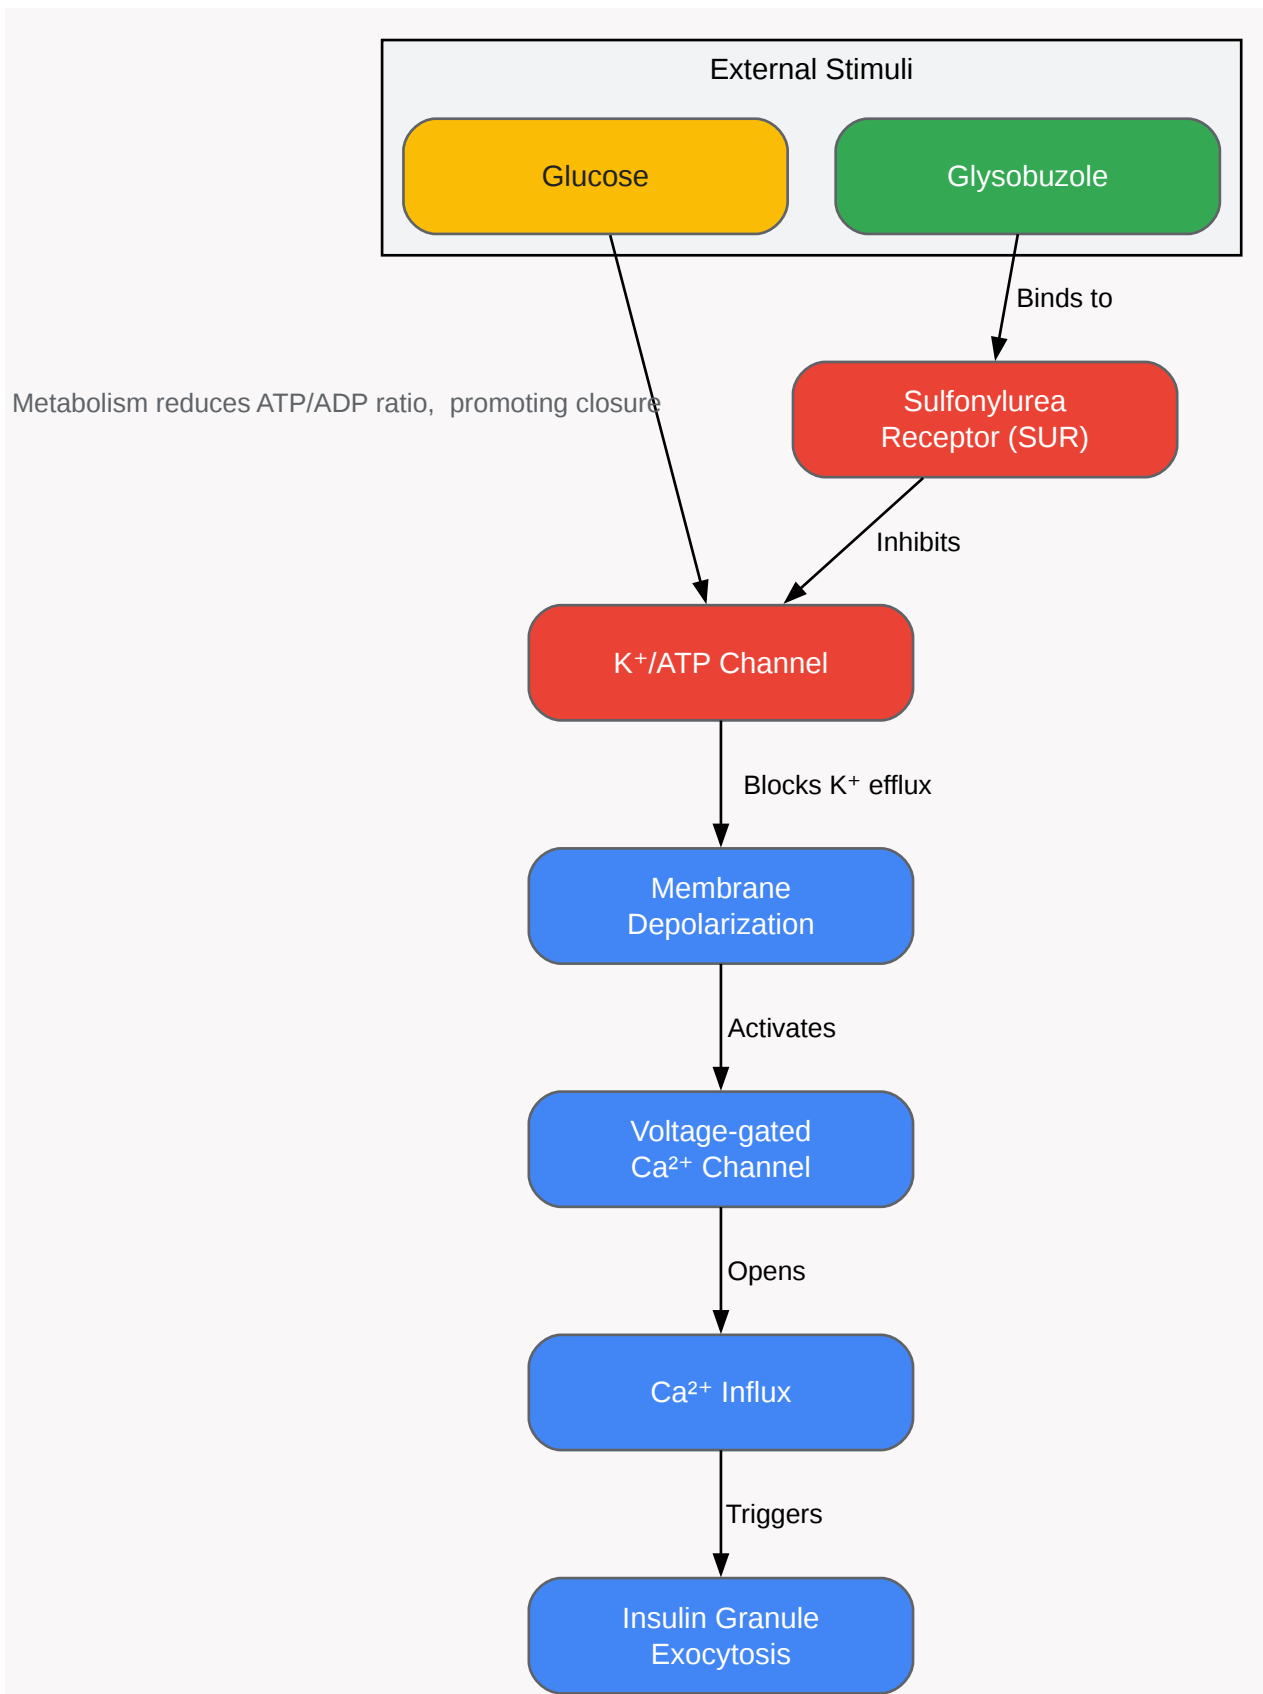 External Stimuli
Glucose
Glysobuzole
Binds to
Metabolism reduces ATP/ADP ratio,  promoting closure
Sulfonylurea
Receptor (SUR)
Inhibits
K⁺/ATP Channel
Blocks K⁺ efflux
Membrane
Depolarization
Activates
Voltage-gated
Ca²⁺ Channel
Opens
Ca²⁺ Influx
Triggers
Insulin Granule
Exocytosis